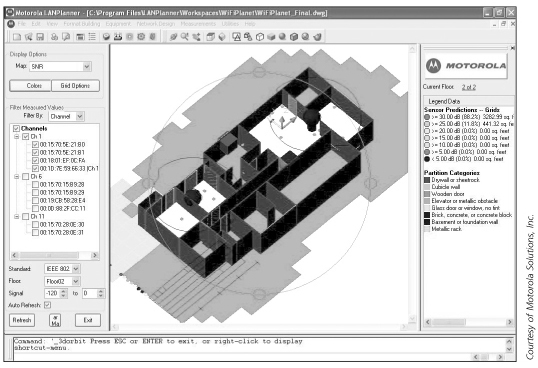 Motorola LANPlanner - [C:\Program Files\LANPlanner\Workspaces\WiFiPlanet\WiFiPlanet_Final.dwg]
File Edit View Format Building Equipment Network Design Measurements Utilities Help
Display Options
Map: SNR
Colors Grid Options
Filter Measured Values
Filter By: Channel
Channels
Ch 1
00:15:70:5E:21:B0
00:15:70:5E:21:B1
00:18:01:EF:0C:FA
00:10:7E:59:66:33 (Ch 1
Ch 6
00:15:70:15:B9:28
00:15:70:15:B9:29
00:19:CB:58:28:E4
00:00:88:2F:CC:11
Ch 11
00:15:70:28:0E:30
00:15:70:28:0E:31
Standard: IEEE 802.
Floor: Floor02
Signal -120 to 0
Auto Refresh:
Refresh Exit
MOTOROLA
Current Floor: 2 of 2
Legend Data
Sensor Predictions -- Grids
>= 30.00 dB (88.2%) 3282.99 sq. f
>= 25.00 dB (11.8%) 441.32 sq. fe
>= 20.00 dB (0.0%) 0.00 sq. feet
>= 15.00 dB (0.0%) 0.00 sq. feet
>= 10.00 dB (0.0%) 0.00 sq. feet
>= 5.00 dB (0.0%) 0.00 sq. feet
< 5.00 dB (0.0%) 0.00 sq. feet
Partition Categories
Drywall or sheetrock
Cubicle wall
Wooden door
Elevator or metallic obstacle
Glass door or window, no tint
Brick, concrete, or concrete block
Basement or foundation wall
Metallic rack
Command: '_3dorbit Press ESC or ENTER to exit, or right-click to display
shortcut-menu.
Courtesy of Motorola Solutions, Inc.